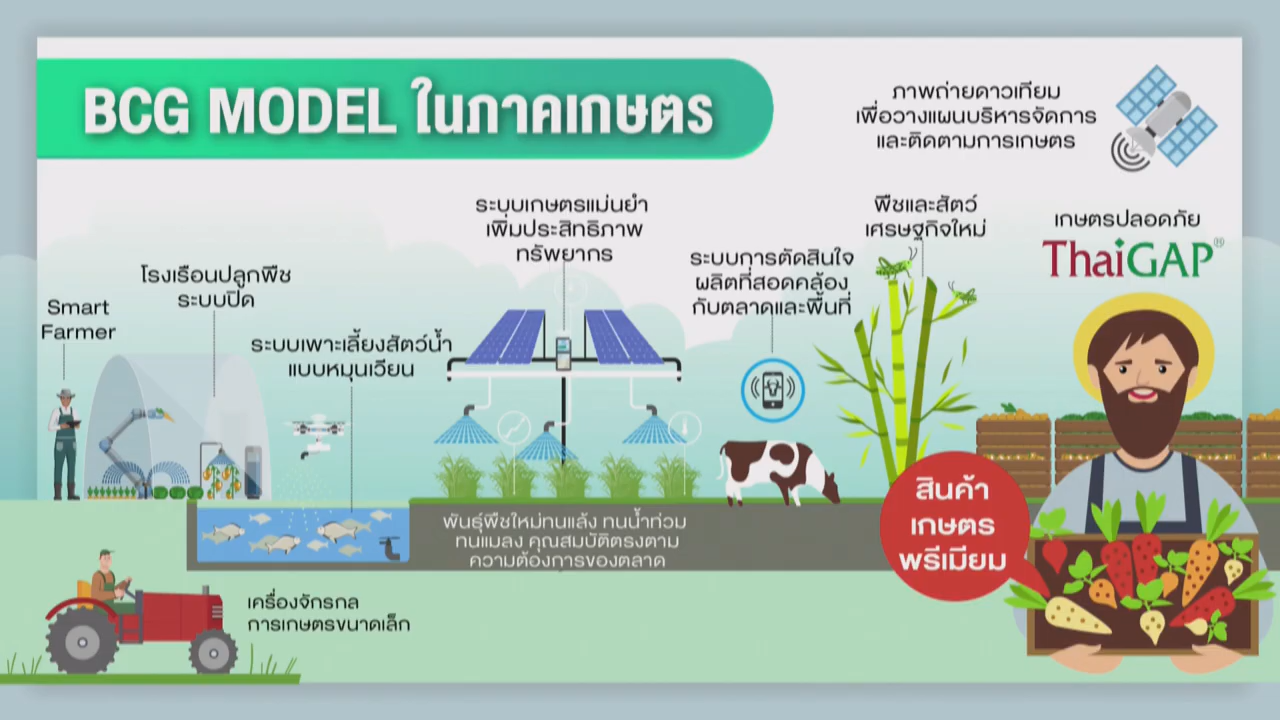 BCG MODEL ในภาคเกษตร
ภาพถ่ายดาวเทียม
เพื่อวางแผนบริหารจัดการ
และติดตามการเกษตร
ระบบเกษตรแม่นยำ
เพิ่มประสิทธิภาพ
ทรัพยากร
พืชและสัตว์
เศรษฐกิจใหม่
เกษตรปลอดภัย
ThaiGAP®
ระบบการตัดสินใจ
ผลิตที่สอดคล้อง
กับตลาดและพื้นที่
โรงเรือนปลูกพืช
ระบบปิด
Smart
Farmer
ระบบเพาะเลี้ยงสัตว์น้ำ
แบบหมุนเวียน
สินค้า
เกษตร
พรีเมียม
พันธุ์พืชใหม่ทนแล้ง ทนน้ำท่วม
ทนแมลง คุณสมบัติตรงตาม
ความต้องการของตลาด
เครื่องจักรกล
การเกษตรขนาดเล็ก